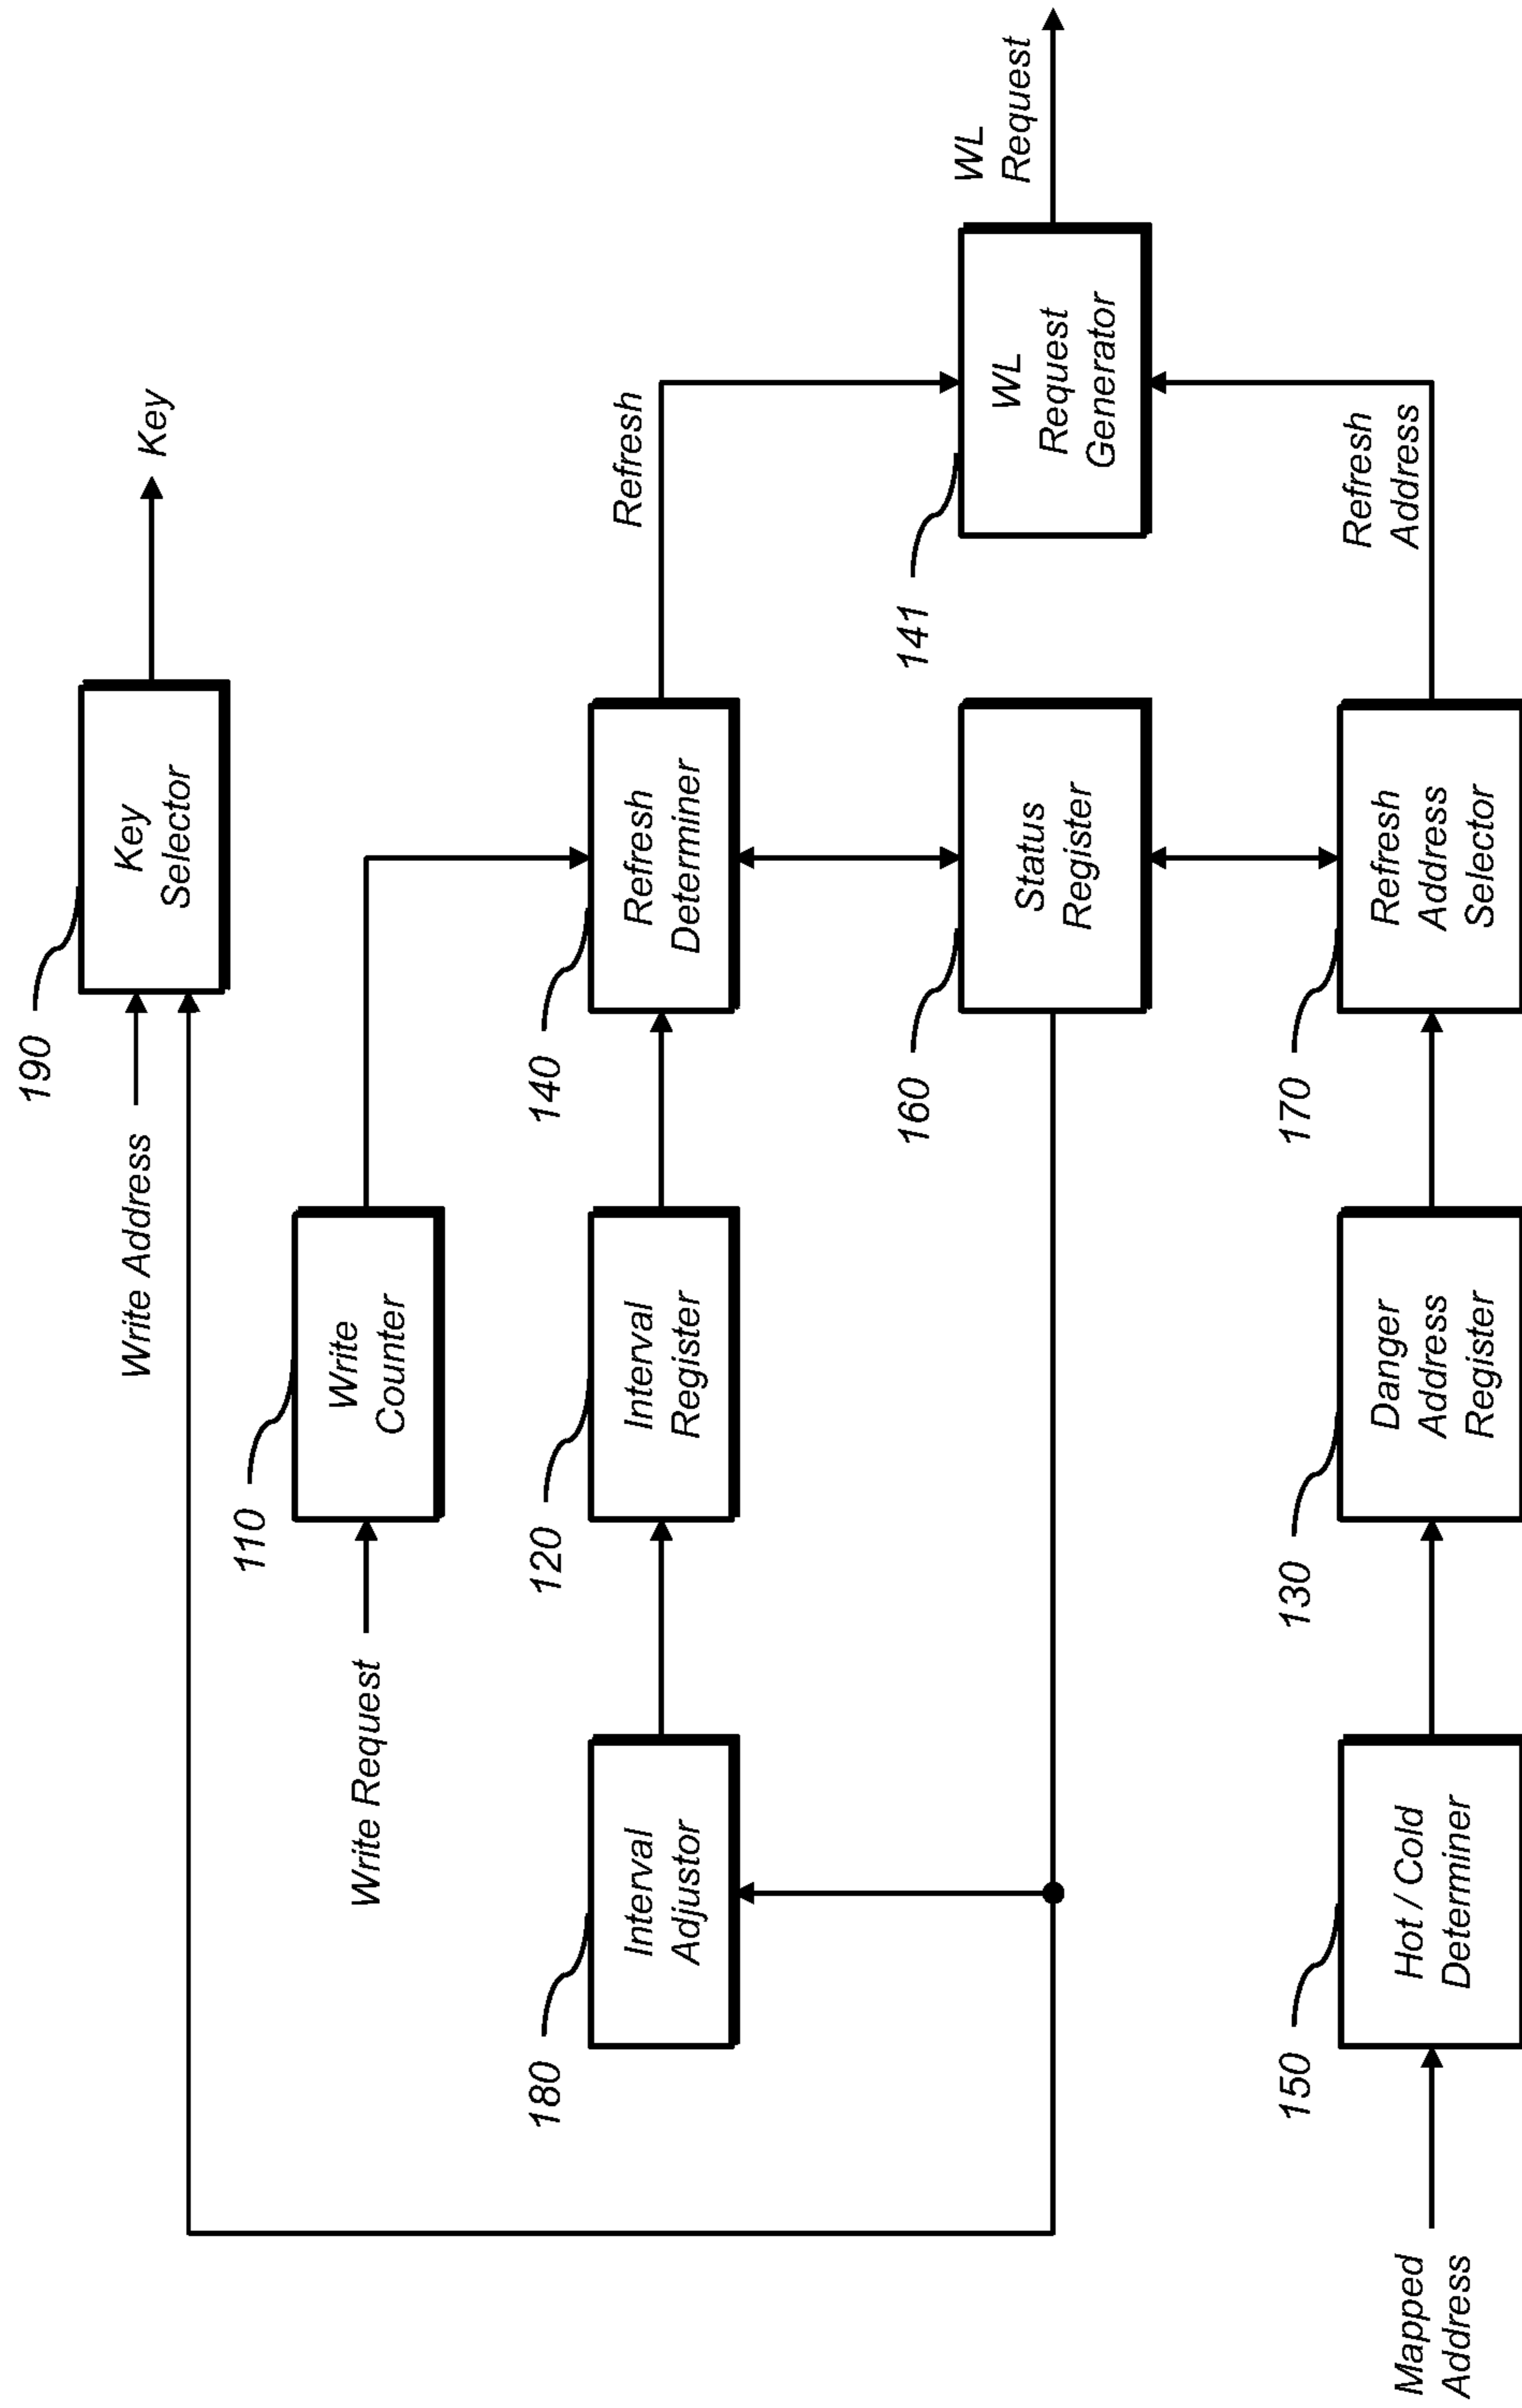 190
Write Address
Key
Selector
Key
110
Write Request
Write
Counter
180
Interval
Adjustor
120
Interval
Register
140
Refresh
Determiner
Refresh
160
Status
Register
141
WL
Request
Generator
WL
Request
Mapped
Address
150
Hot / Cold
Determiner
130
Danger
Address
Register
170
Refresh
Address
Selector
Refresh
Address